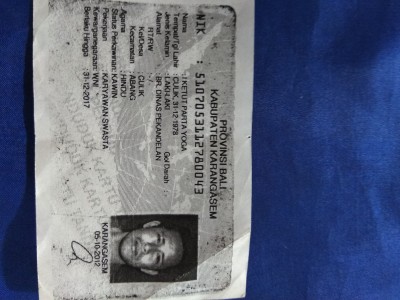 PROVINSI BALI
KABUPATEN KARANGASEM
NIK : 5107053112780043
Nama : I KETUT PARTA YOGA
Tempat/Tgl Lahir : CULIK, 31-12-1978
Jenis Kelamin : LAKI-LAKI Gol Darah : -
Alamat : BR. DINAS PEKANDELAN
RT/RW : - / -
Kel/Desa : CULIK
Kecamatan : ABANG
Agama : HINDU
Status Perkawinan : KAWIN
Pekerjaan : KARYAWAN SWASTA
Kewarganegaraan : WNI
Berlaku Hingga : 31-12-2017
KARANGASEM
05-10-2012